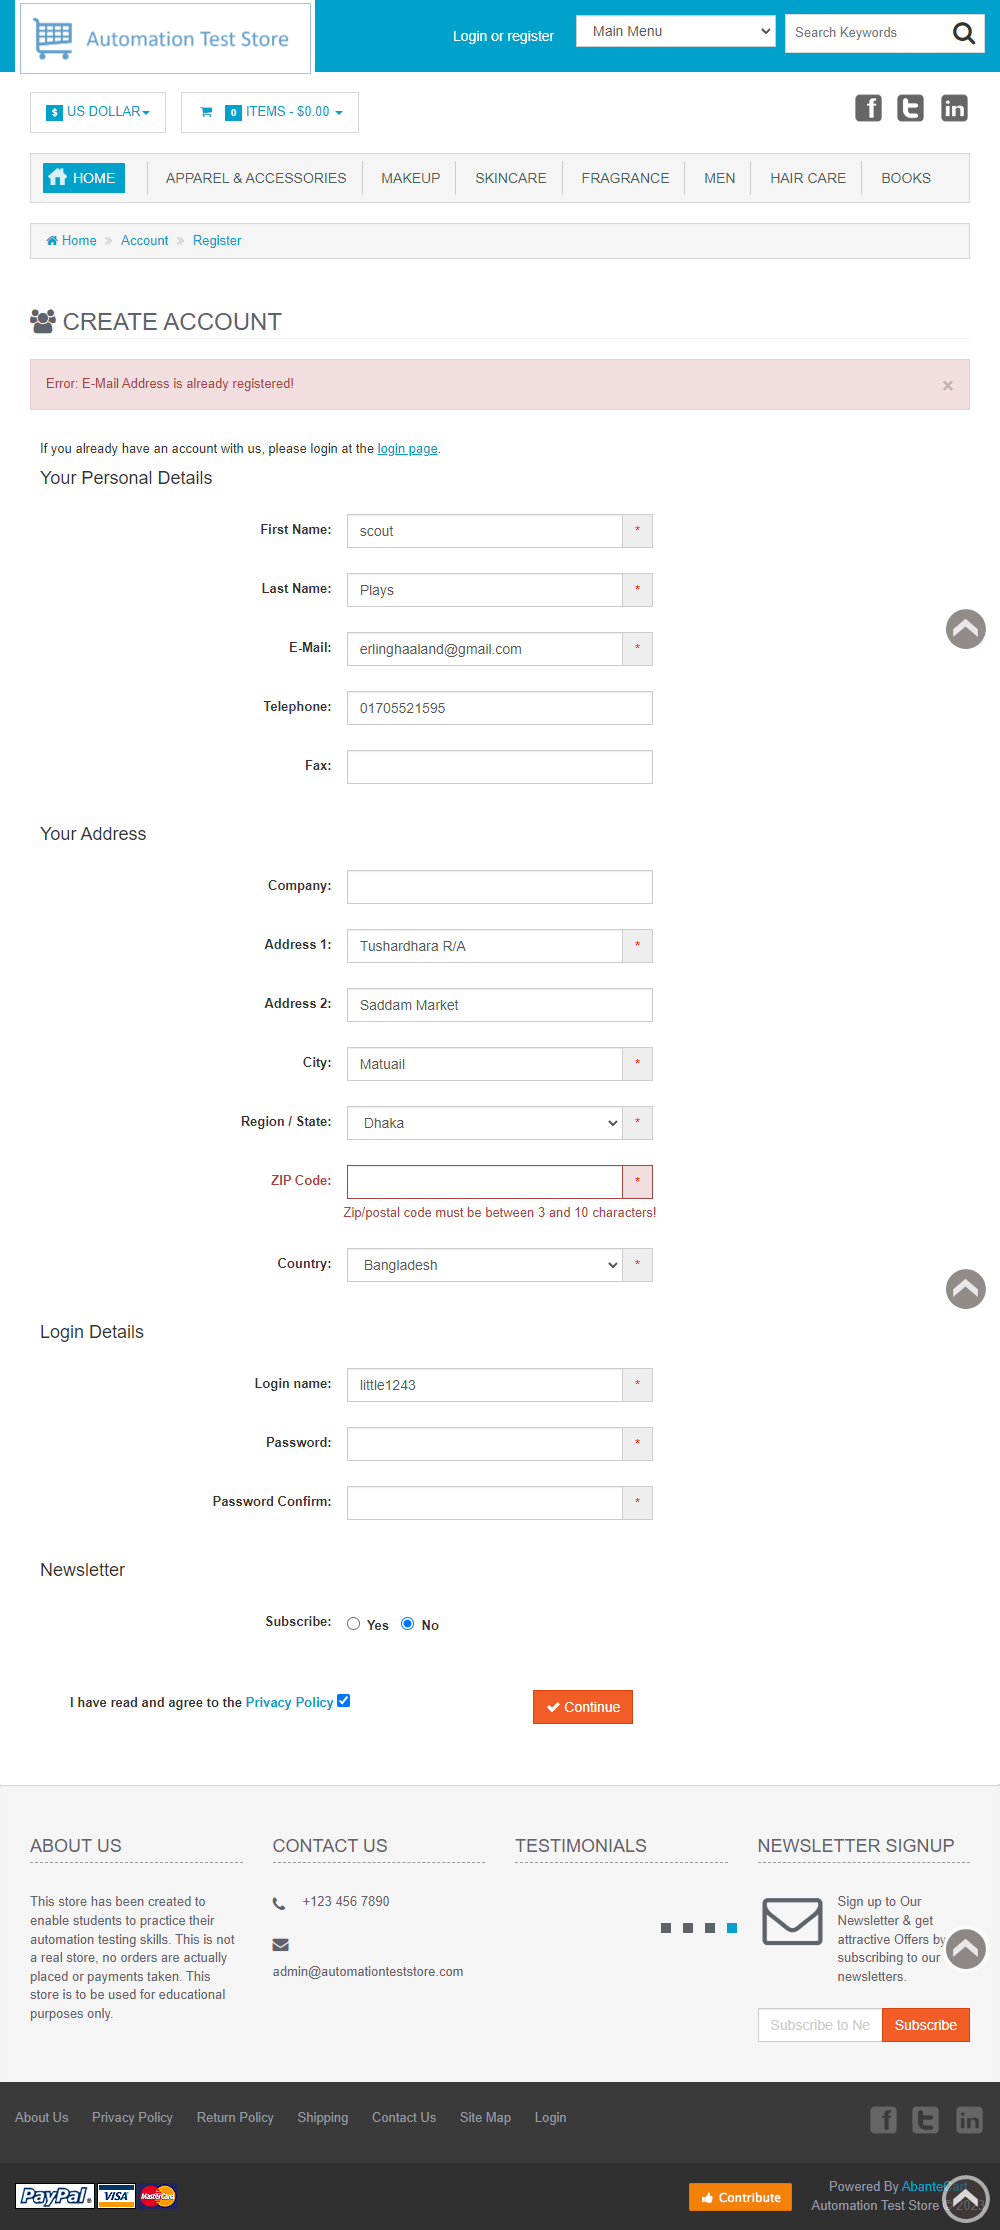 Automation Test Store
Login or register
Main Menu
Search Keywords
$ US DOLLAR
0 ITEMS - $0.00
HOME
APPAREL & ACCESSORIES
MAKEUP
SKINCARE
FRAGRANCE
MEN
HAIR CARE
BOOKS
Home » Account » Register
CREATE ACCOUNT
Error: E-Mail Address is already registered!
×
If you already have an account with us, please login at the login page.
Your Personal Details
First Name: scout *
Last Name: Plays *
E-Mail: erlinghaaland@gmail.com *
Telephone: 01705521595
Fax:
Your Address
Company:
Address 1: Tushardhara R/A *
Address 2: Saddam Market
City: Matuail *
Region / State: Dhaka *
ZIP Code: *
Zip/postal code must be between 3 and 10 characters!
Country: Bangladesh *
Login Details
Login name: little1243 *
Password: *
Password Confirm: *
Newsletter
Subscribe: Yes No
I have read and agree to the Privacy Policy
Continue
ABOUT US
This store has been created to
enable students to practice their
automation testing skills. This is not
a real store, no orders are actually
placed or payments taken. This
store is to be used for educational
purposes only.
CONTACT US
+123 456 7890
admin@automationteststore.com
TESTIMONIALS
NEWSLETTER SIGNUP
Sign up to Our
Newsletter & get
attractive Offers by
subscribing to our
newsletters.
Subscribe to Ne
Subscribe
About Us
Privacy Policy
Return Policy
Shipping
Contact Us
Site Map
Login
PayPal
VISA
MasterCard
Contribute
Powered By AbanteCart
Automation Test Store ©